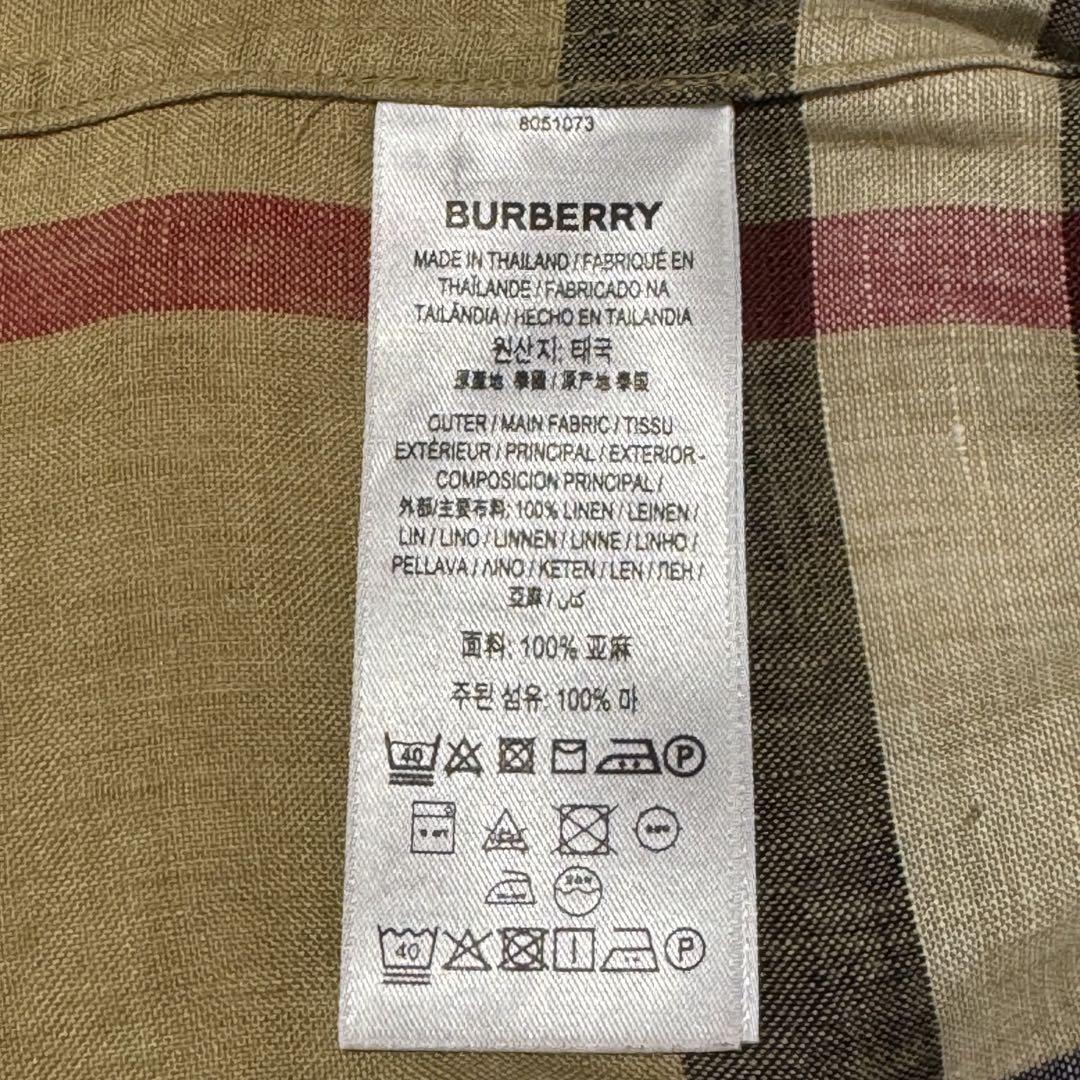 8051073
BURBERRY
MADE IN THAILAND / FABRIQUÉ EN
THAÏLANDE / FABRICADO NA
TAILÂNDIA / HECHO EN TAILANDIA
원산지: 태국
原產地 泰國 / 原产地 泰国
OUTER / MAIN FABRIC / TISSU
EXTÉRIEUR / PRINCIPAL / EXTERIOR-
COMPOSICION PRINCIPAL /
外部/主要布料: 100% LINEN / LEINEN /
LIN / LINO / LINNEN / LINNE / LINHO /
PELLAVA / ΛΙΝΟ / KETEN / LEN / ЛЕН /
亞麻 / كتان
面料: 100% 亚麻
주된 섬유: 100% 마
40 P
40 P